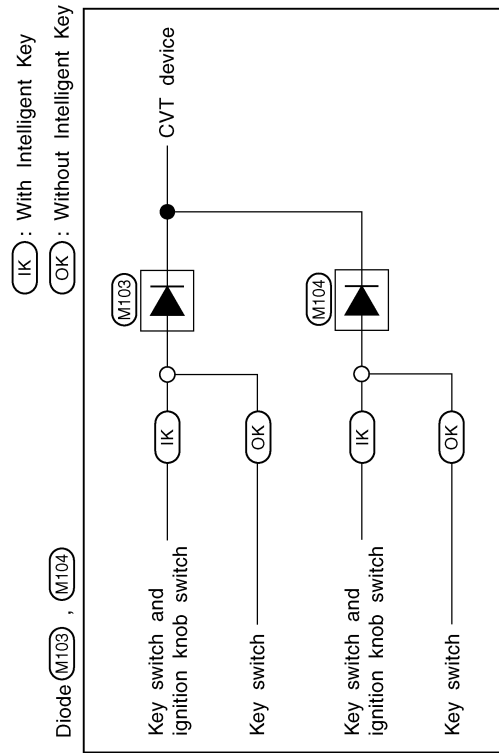 IK : With Intelligent Key
OK : Without Intelligent Key
Diode M103 , M104
Key switch and
ignition knob switch
IK
M103
CVT device
Key switch
OK
Key switch and
ignition knob switch
IK
M104
Key switch
OK